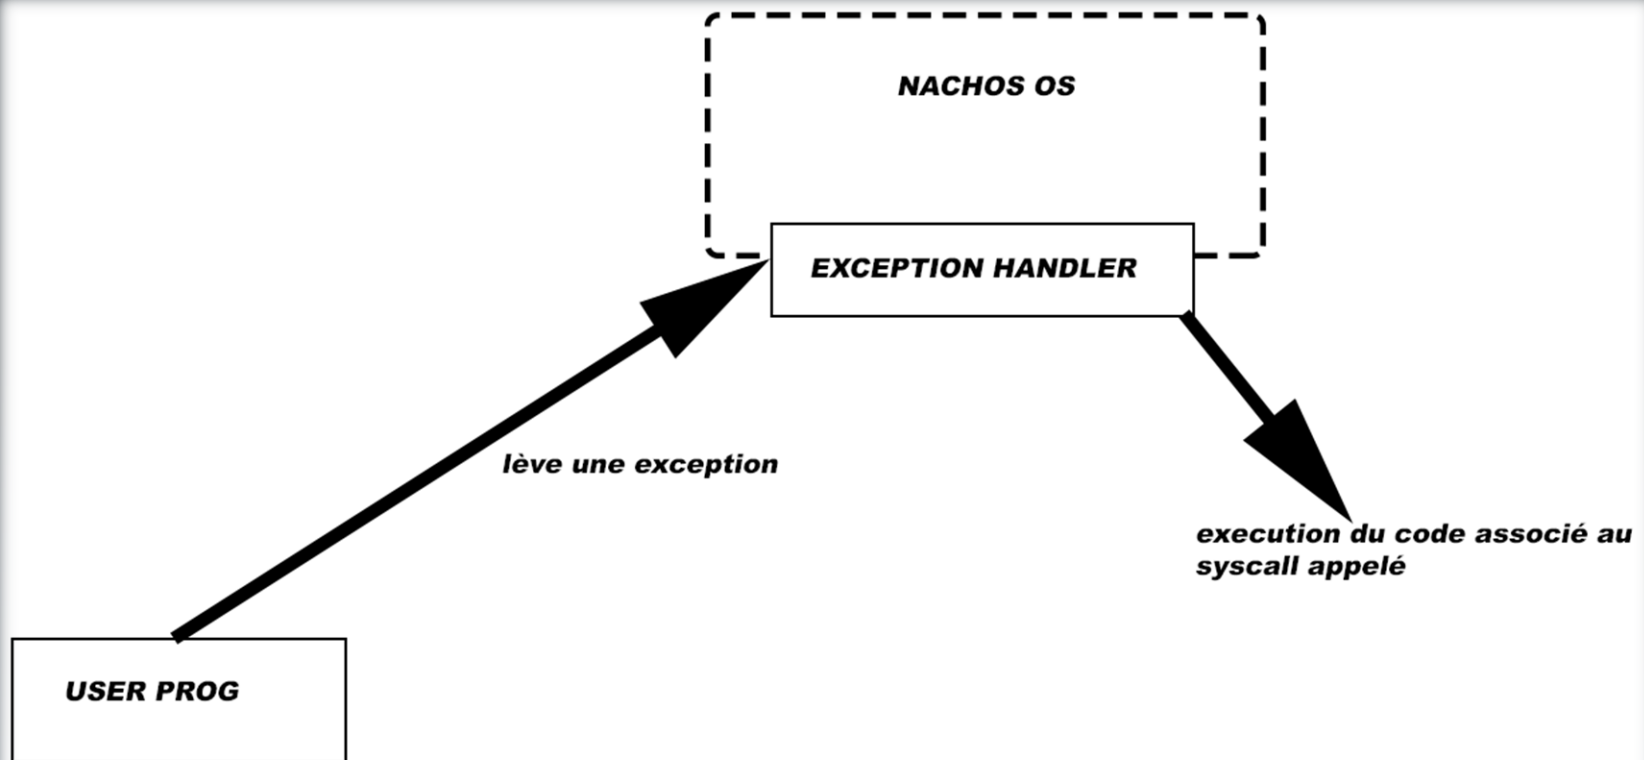 NACHOS OS
EXCEPTION HANDLER
lève une exception
execution du code associé au
syscall appelé
USER PROG